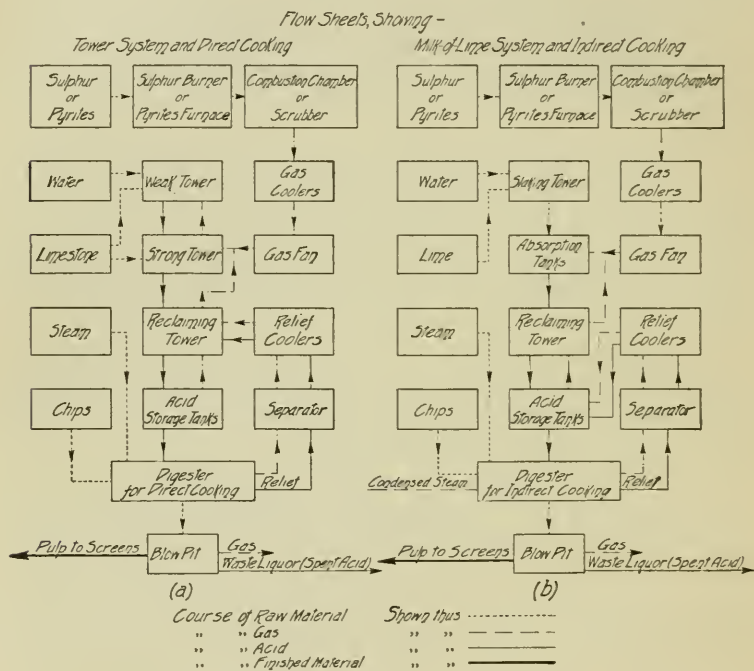 Flow Sheets, Showing –
Tower System and Direct Cooking
Milk-of-Lime System and Indirect Cooking
Sulphur or Pyrites
Sulphur Burner or Pyrites Furnace
Combustion Chamber or Scrubber
Water
Weak Tower
Gas Coolers
Limestone
Strong Tower
Gas Fan
Steam
Reclaiming Tower
Relief Coolers
Chips
Acid Storage Tanks
Separator
Digester for Direct Cooking
Relief
Blow Pit
Gas
Pulp to Screens
Waste Liquor (Spent Acid)
(a)
Sulphur or Pyrites
Sulphur Burner or Pyrites Furnace
Combustion Chamber or Scrubber
Water
Slaking Tower
Gas Coolers
Lime
Absorption Tanks
Gas Fan
Steam
Reclaiming Tower
Relief Coolers
Chips
Acid Storage Tanks
Separator
Condensed Steam
Digester for Indirect Cooking
Relief
Blow Pit
Gas
Pulp to Screens
Waste Liquor (Spent Acid)
(b)
Course of Raw Material Shown thus
" " Gas " "
" " Acid " "
" " Finished Material " "